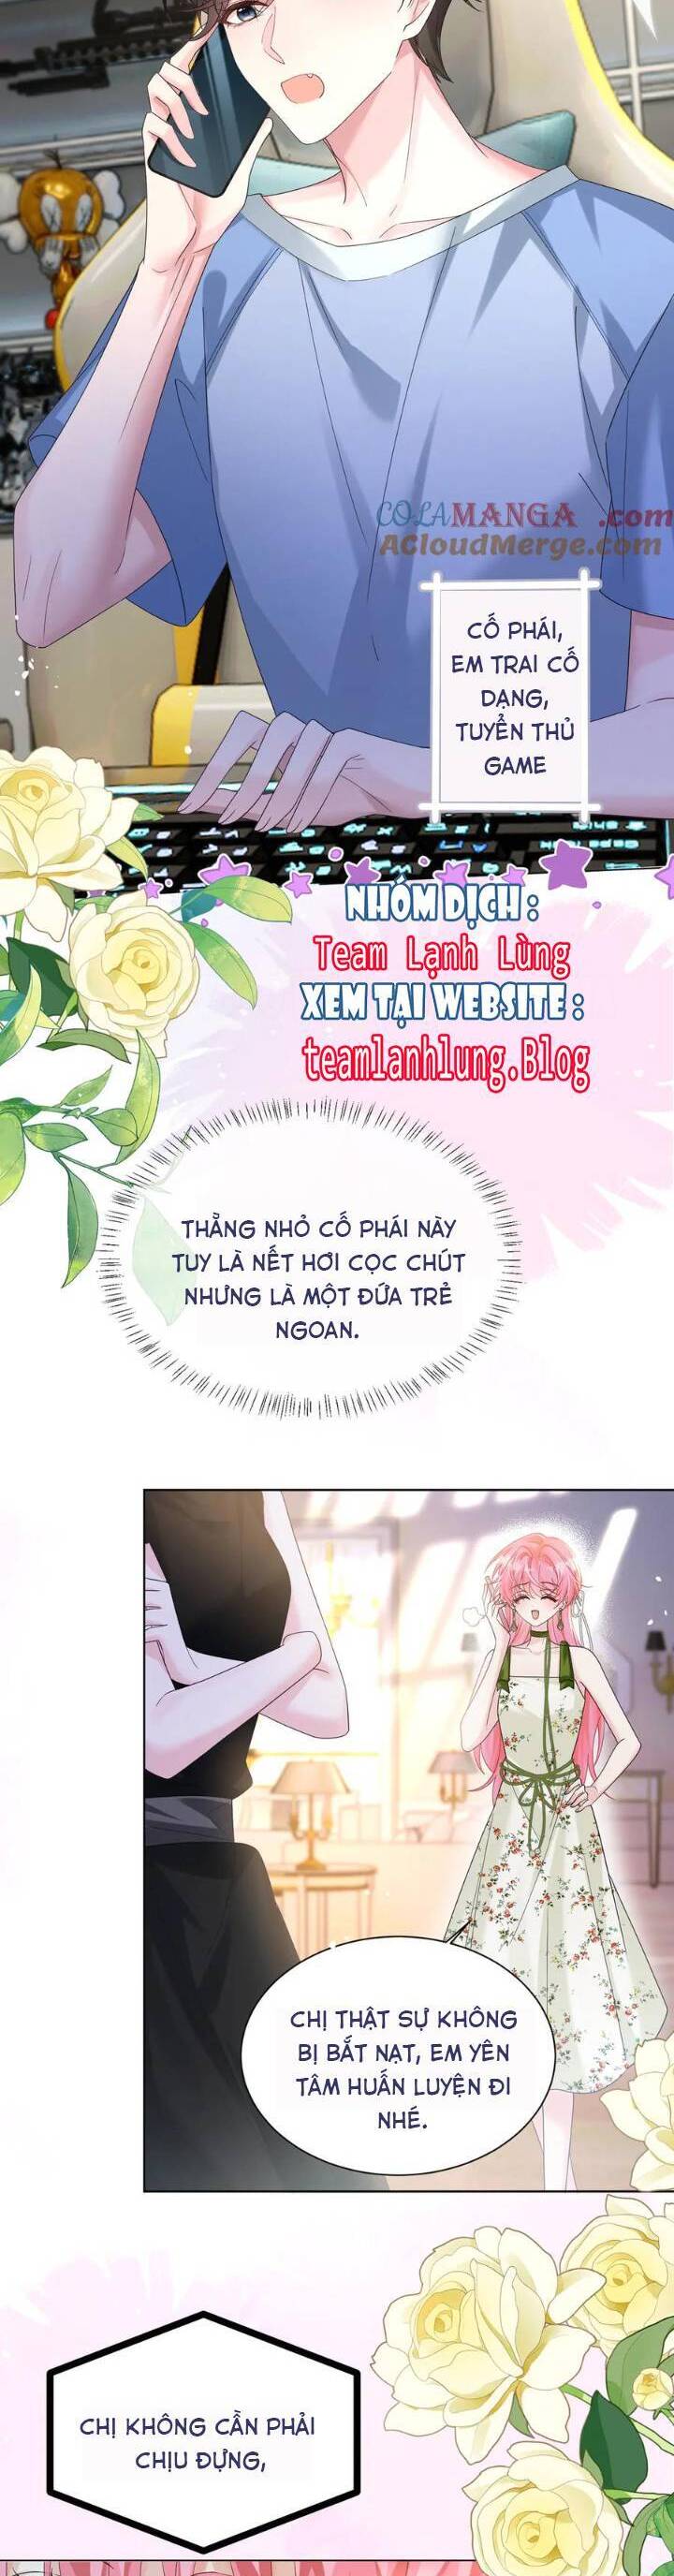 COLAMANGA.com
ACloudMerge.com
CỐ PHÁI,
EM TRAI CỐ
DẠNG,
TUYỂN THỦ
GAME
NHÓM DỊCH :
Team Lạnh Lùng
XEM TẠI WEBSITE :
teamlanhlung.Blog
THẰNG NHỎ CỐ PHÁI NÀY
TUY LÀ NẾT HƠI CỌC CHÚT
NHƯNG LÀ MỘT ĐỨA TRẺ
NGOAN.
CHỊ THẬT SỰ KHÔNG
BỊ BẮT NẠT, EM YÊN
TÂM HUẤN LUYỆN ĐI
NHÉ.
CHỊ KHÔNG CẦN PHẢI
CHỊU ĐỰNG,